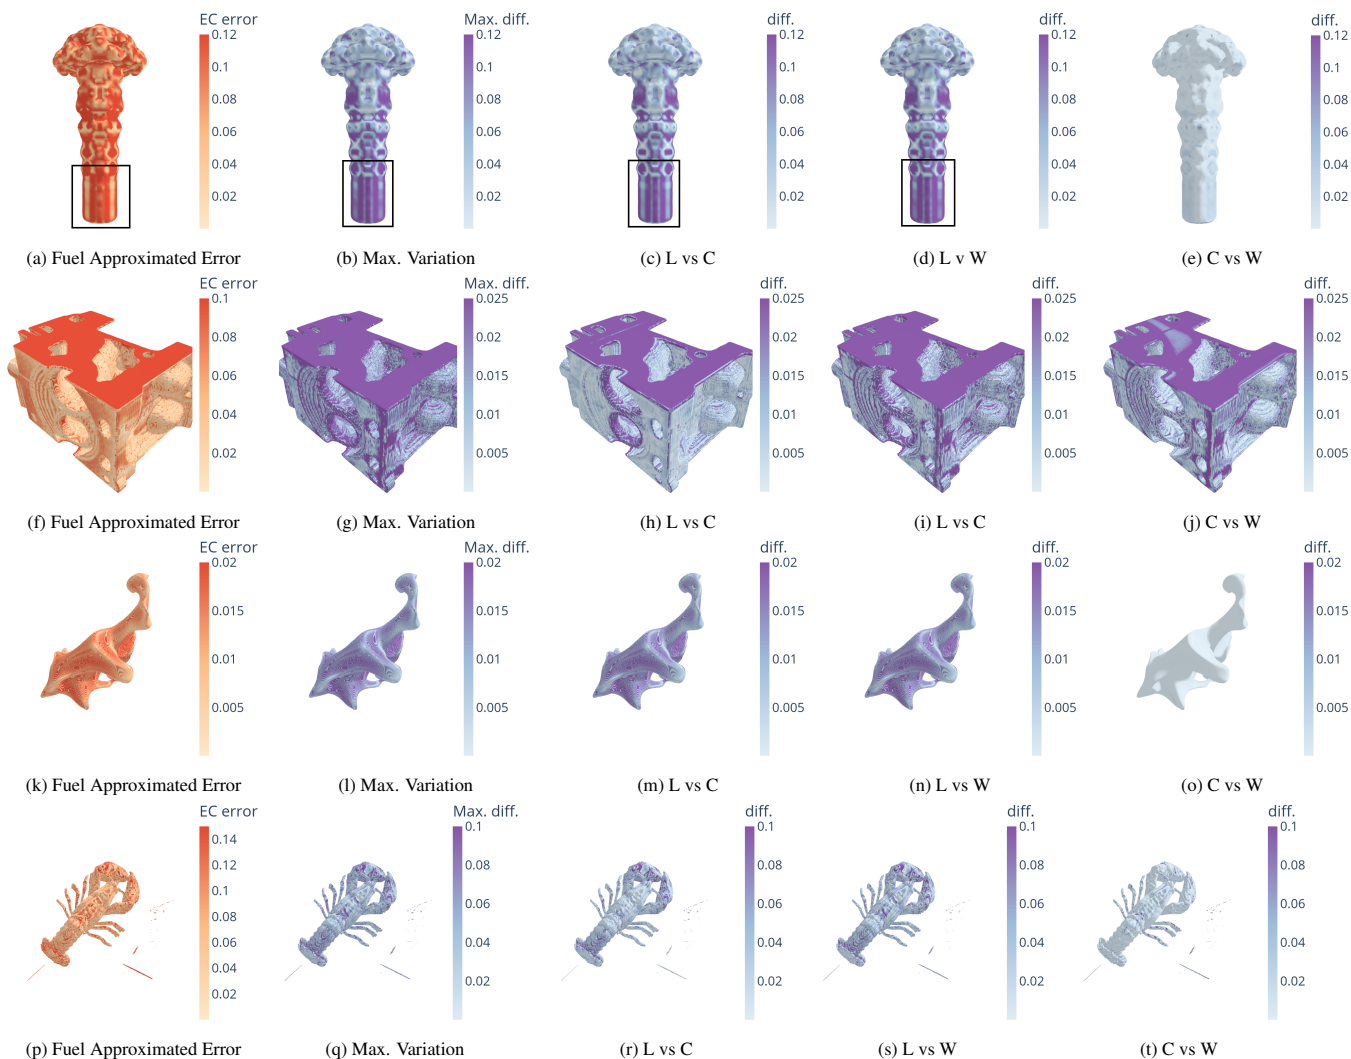 EC error
0.12
0.1
0.08
0.06
0.04
0.02
Max. diff.
0.12
0.1
0.08
0.06
0.04
0.02
diff.
0.12
0.1
0.08
0.06
0.04
0.02
diff.
0.12
0.1
0.08
0.06
0.04
0.02
diff.
0.12
0.1
0.08
0.06
0.04
0.02
(a) Fuel Approximated Error
(b) Max. Variation
(c) L vs C
(d) L v W
(e) C vs W
EC error
0.1
0.08
0.06
0.04
0.02
Max. diff.
0.025
0.02
0.015
0.01
0.005
diff.
0.025
0.02
0.015
0.01
0.005
diff.
0.025
0.02
0.015
0.01
0.005
diff.
0.025
0.02
0.015
0.01
0.005
(f) Fuel Approximated Error
(g) Max. Variation
(h) L vs C
(i) L vs C
(j) C vs W
EC error
0.02
0.015
0.01
0.005
Max. diff.
0.02
0.015
0.01
0.005
diff.
0.02
0.015
0.01
0.005
diff.
0.02
0.015
0.01
0.005
diff.
0.02
0.015
0.01
0.005
(k) Fuel Approximated Error
(l) Max. Variation
(m) L vs C
(n) L vs W
(o) C vs W
EC error
0.14
0.12
0.1
0.08
0.06
0.04
0.02
Max. diff.
0.1
0.08
0.06
0.04
0.02
diff.
0.1
0.08
0.06
0.04
0.02
diff.
0.1
0.08
0.06
0.04
0.02
diff.
0.1
0.08
0.06
0.04
0.02
(p) Fuel Approximated Error
(q) Max. Variation
(r) L vs C
(s) L vs W
(t) C vs W